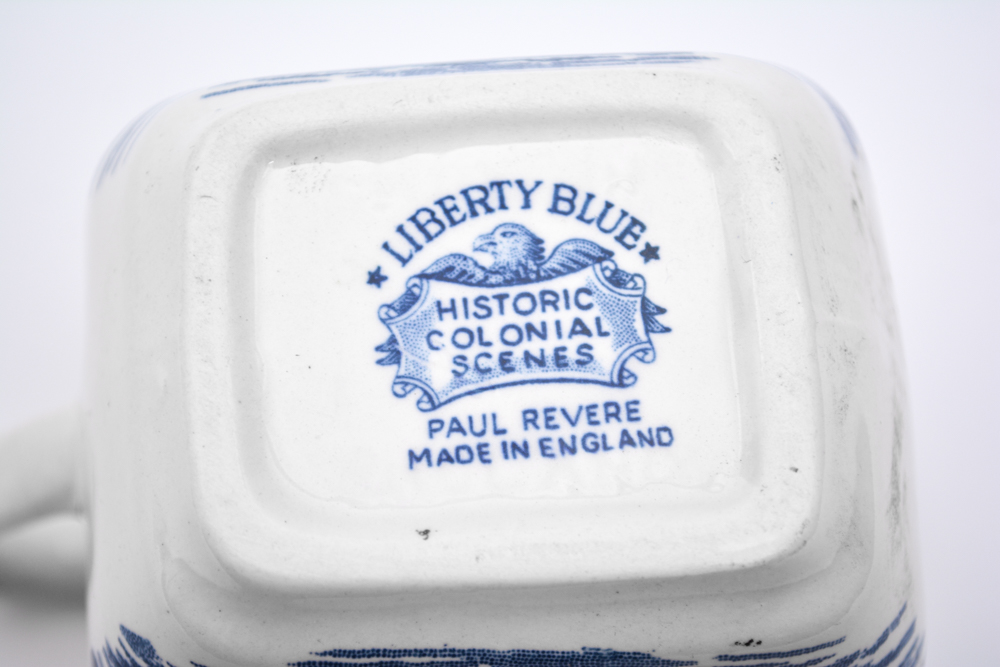 LIBERTY BLUE
HISTORIC
COLONIAL
SCENES
PAUL REVERE
MADE IN ENGLAND